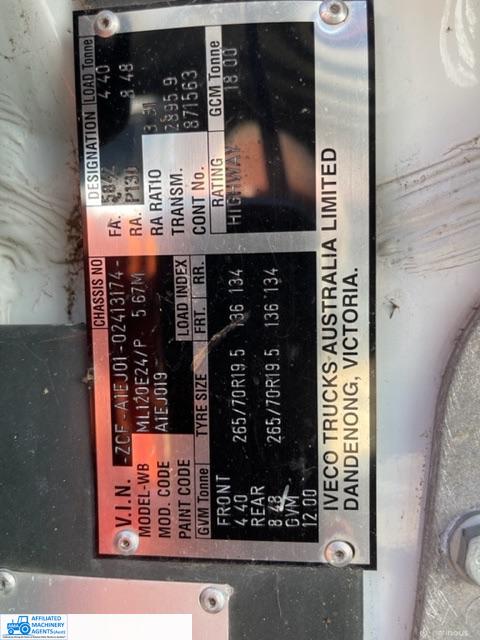 CHASSIS NO
DESIGNATION LOAD Tonne
V.I.N. -ZCF-A1EJ01-02413174-
FA. 5862 4.40
MODEL-WB ML120E24/P 5.67M
RA. P130 8.48
MOD. CODE A1EJ019
RA RATIO
PAINT CODE
TRANSM. 2895.9
GVM Tonne TYRE SIZE LOAD INDEX
FRT. RR.
CONT No. 871563
FRONT
4.40 265/70R19.5 136 134
RATING GCM Tonne
HIGHWAY 18.00
REAR
8.48 265/70R19.5 136 134
GVM
12.00
IVECO TRUCKS AUSTRALIA LIMITED
DANDENONG, VICTORIA.
AFFILIATED
MACHINERY
AGENTS(Aust)